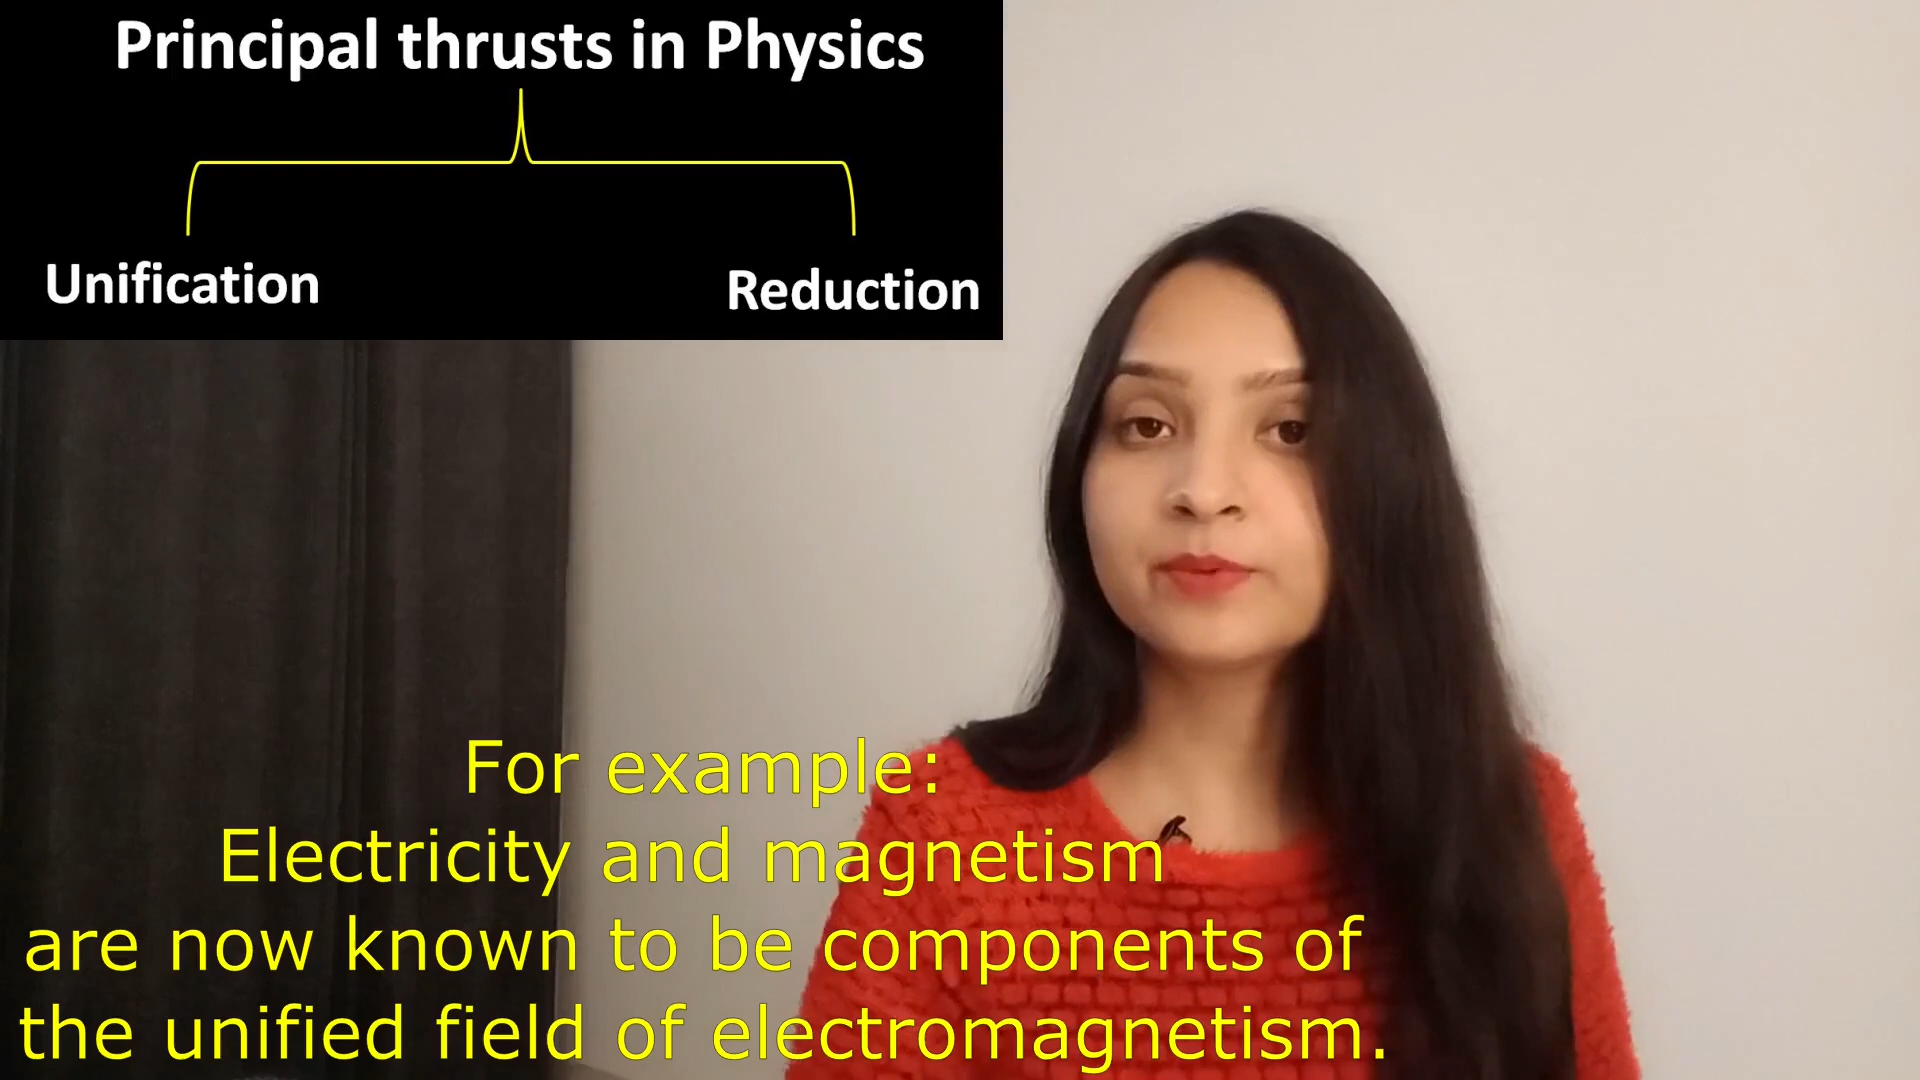 Principal thrusts in Physics
Unification
Reduction
For example:
Electricity and magnetism
are now known to be components of
the unified field of electromagnetism.